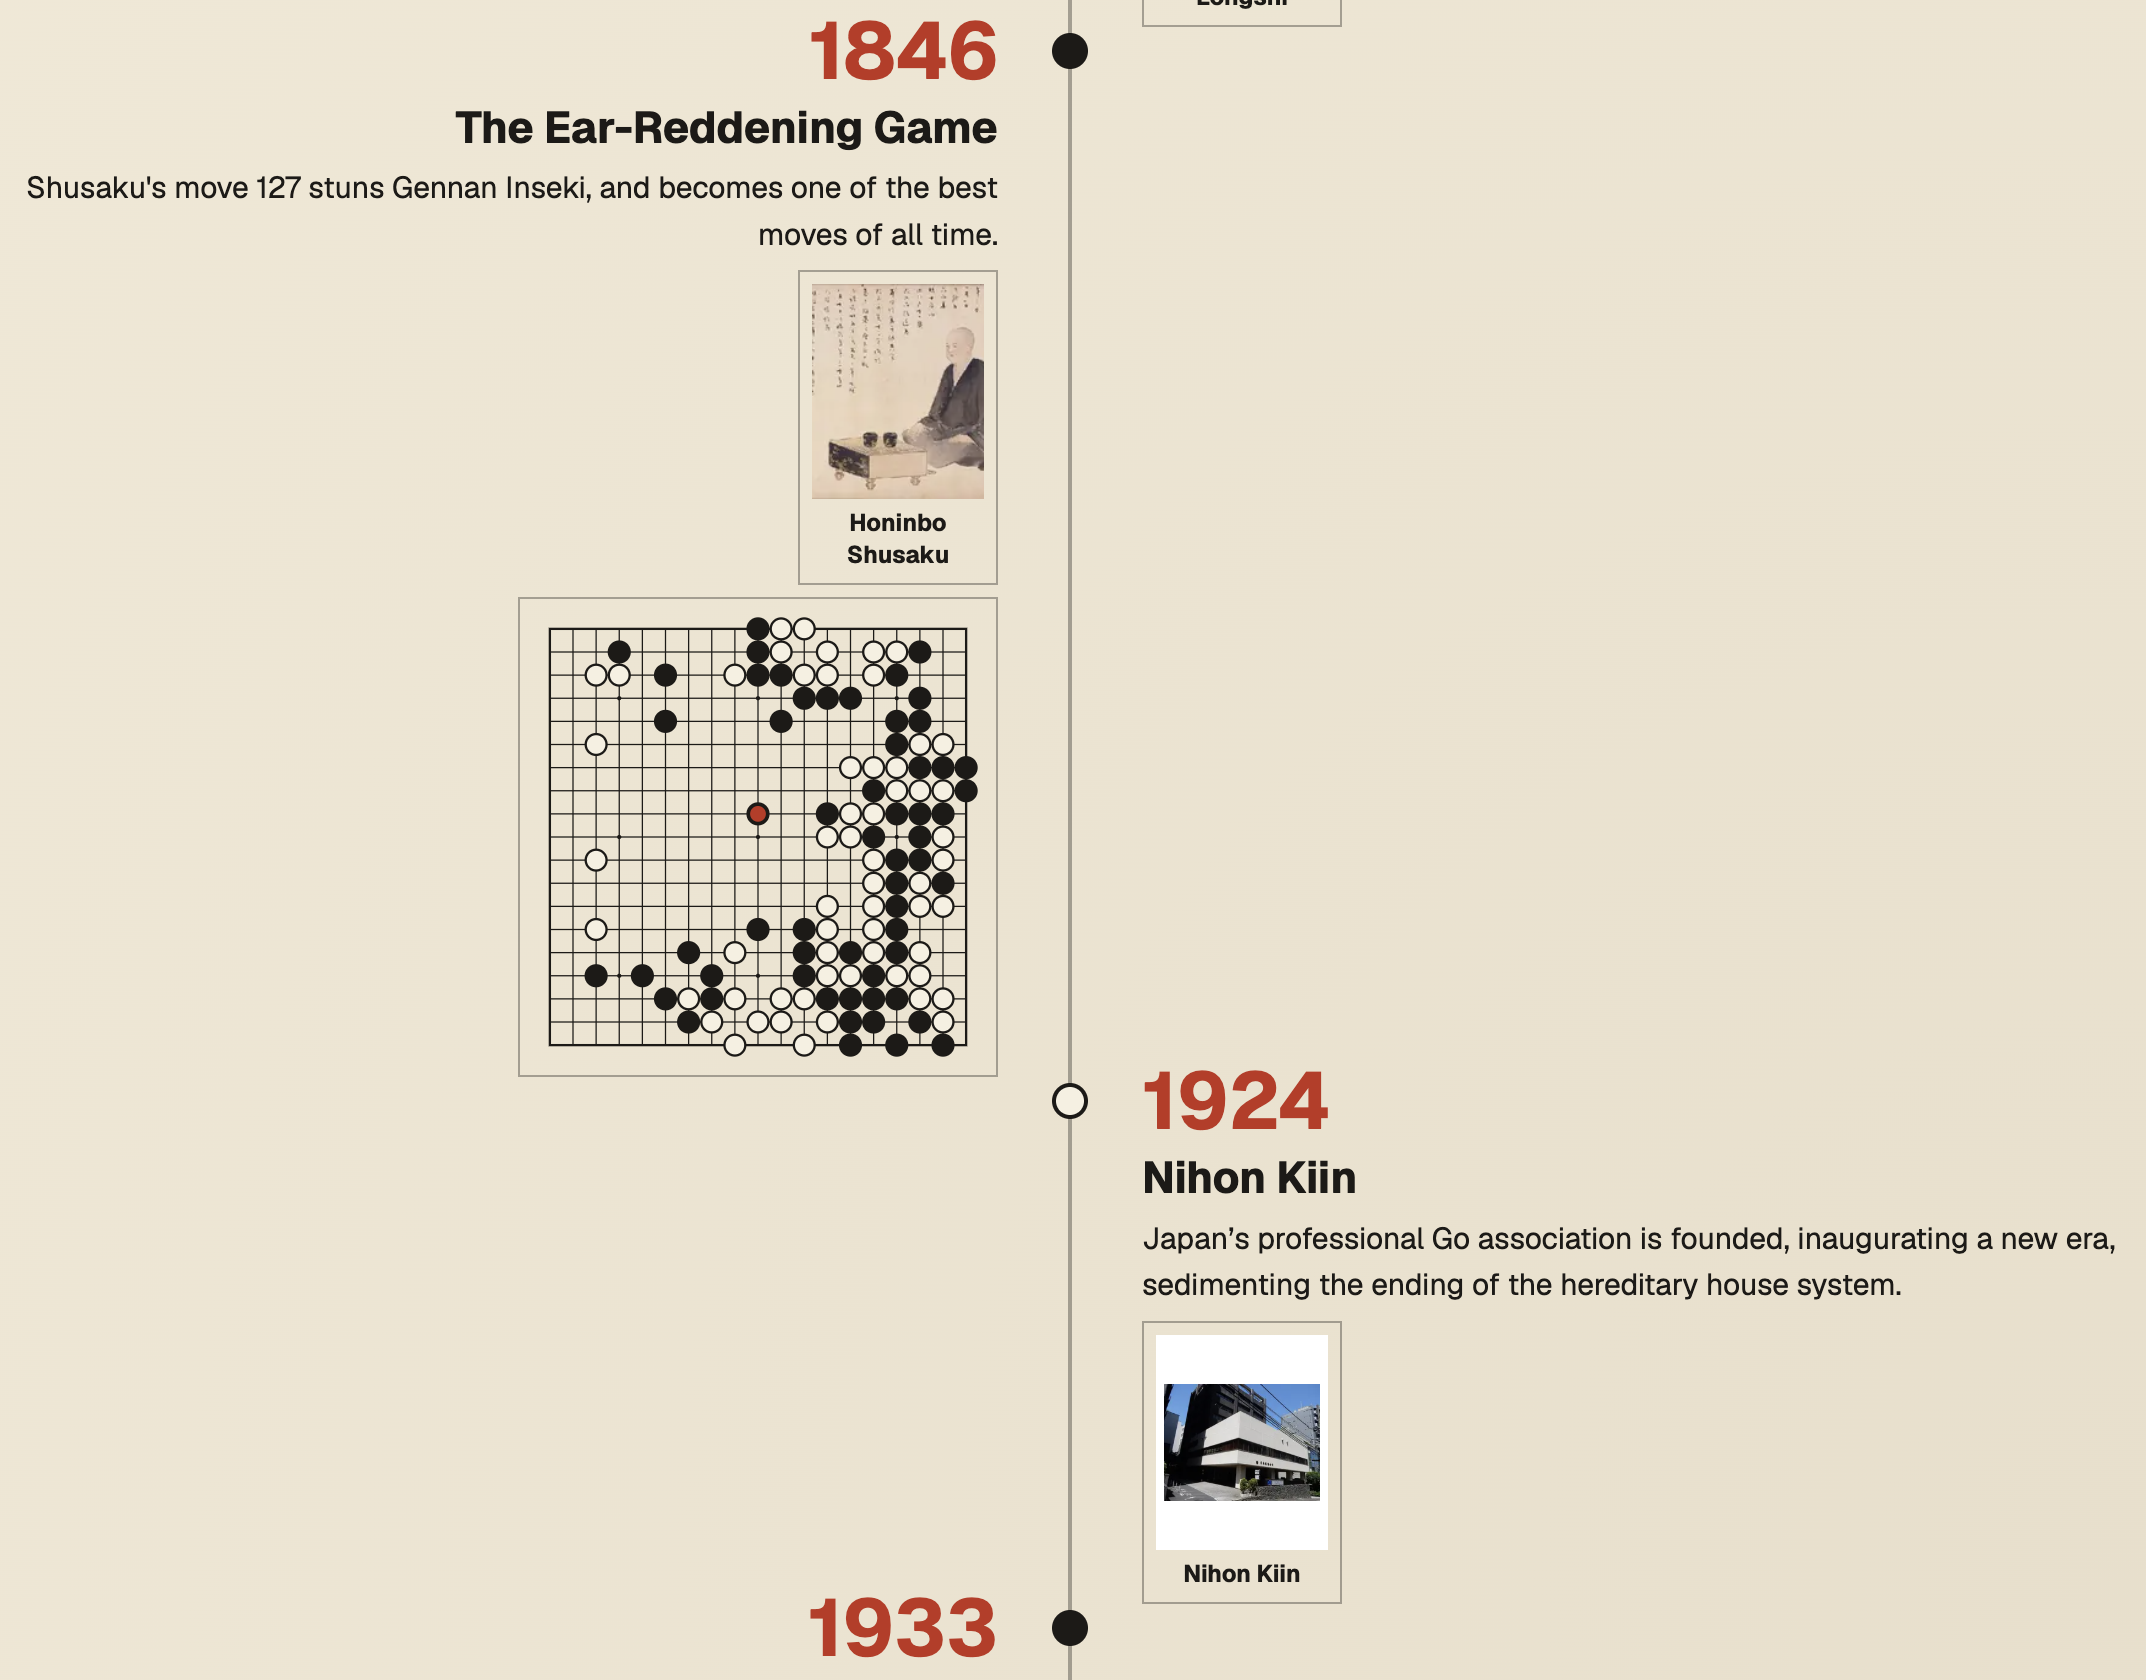 1846
The Ear-Reddening Game
Shusaku's move 127 stuns Gennan Inseki, and becomes one of the best
moves of all time.
Honinbo
Shusaku
1924
Nihon Kiin
Japan’s professional Go association is founded, inaugurating a new era,
sedimenting the ending of the hereditary house system.
Nihon Kiin
1933